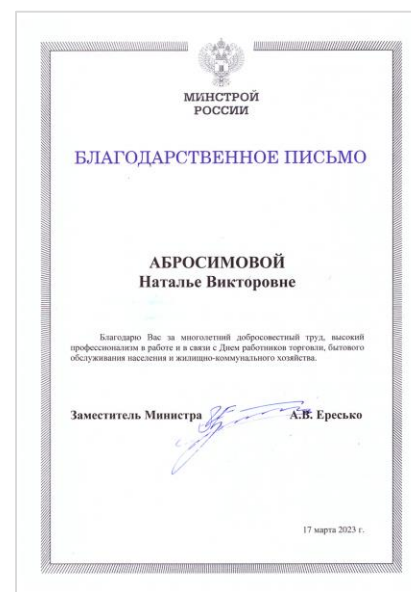 МИНСТРОЙ
РОССИИ
БЛАГОДАРСТВЕННОЕ ПИСЬМО
АБРОСИМОВОЙ
Наталье Викторовне
Благодарю Вас за многолетний добросовестный труд, высокий
профессионализм в работе и в связи с Днем работников торговли, бытового
обслуживания населения и жилищно-коммунального хозяйства.
Заместитель Министра А.В. Ересько
17 марта 2023 г.